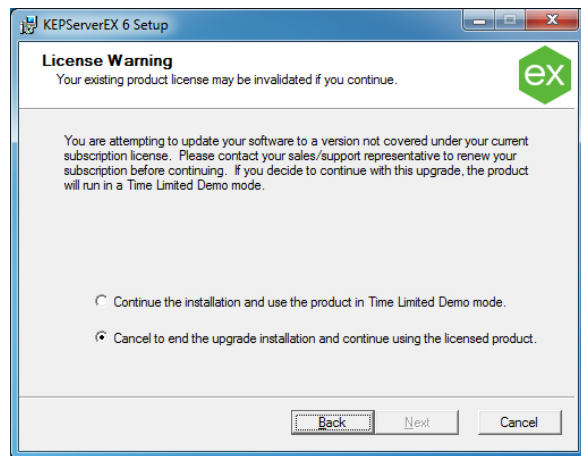 KEPServerEX 6 Setup
License Warning
Your existing product license may be invalidated if you continue.
ex
You are attempting to update your software to a version not covered under your current
subscription license. Please contact your sales/support representative to renew your
subscription before continuing. If you decide to continue with this upgrade, the product
will run in a Time Limited Demo mode.
Continue the installation and use the product in Time Limited Demo mode.
Cancel to end the upgrade installation and continue using the licensed product.
Back Next Cancel